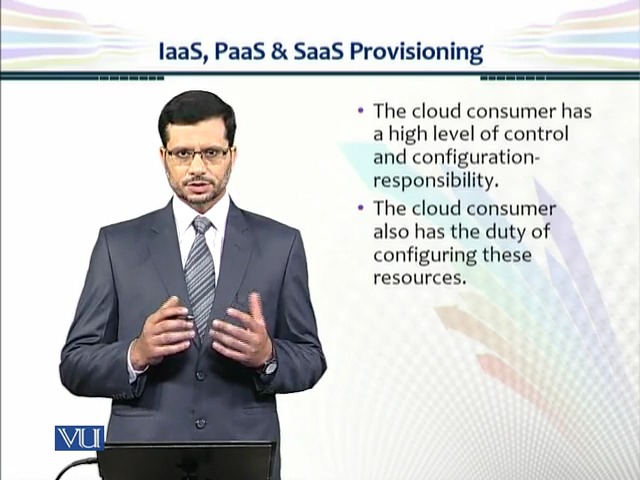 IaaS, PaaS & SaaS Provisioning
• The cloud consumer has
a high level of control
and configuration-
responsibility.
• The cloud consumer
also has the duty of
configuring these
resources.
VU